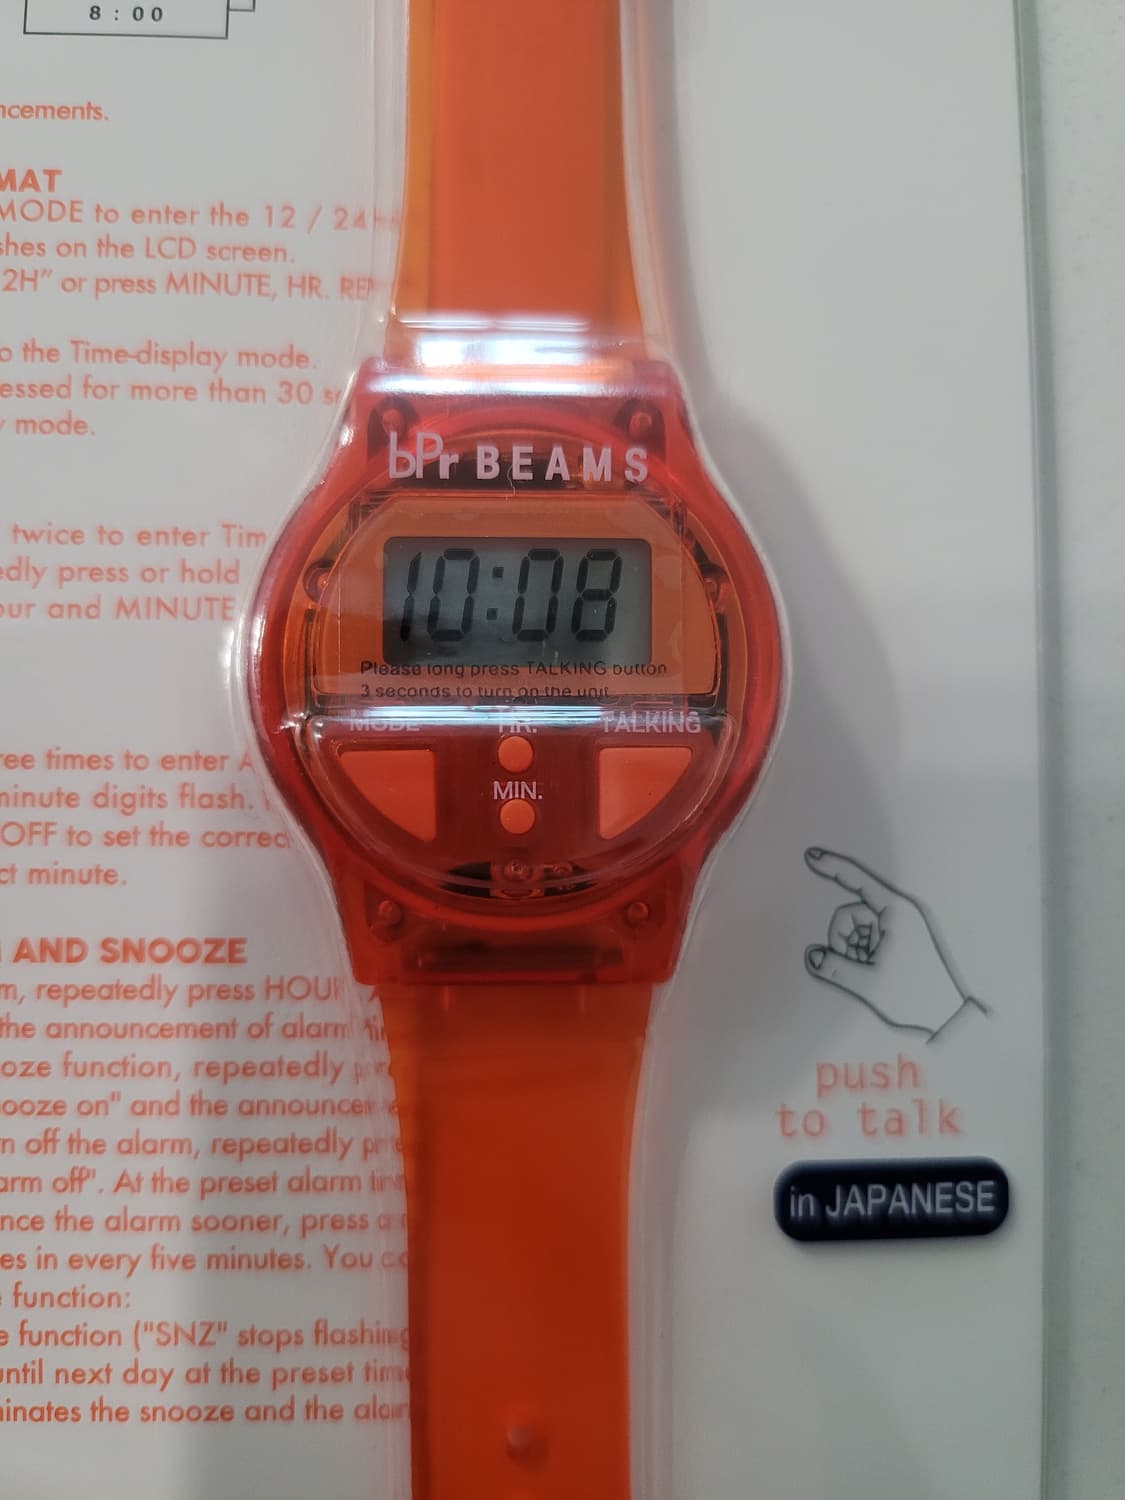 8 : 00
ncements.
MAT
MODE to enter the 12 / 24
shes on the LCD screen.
2H" or press MINUTE, HR.
o the Time-display mode.
essed for more than 30
y mode.
twice to enter Tim
edly press or hold
our and MINUTE
ree times to enter A
minute digits flash.
OFF to set the correc
ct minute.
AND SNOOZE
m, repeatedly press HOUR
the announcement of alarm
oze function, repeatedly
ooze on" and the announce
n off the alarm, repeatedly
arm off". At the preset alarm
nce the alarm sooner, press
es in every five minutes. You
function:
e function ("SNZ" stops flashing
until next day at the preset time
inates the snooze and the alar
bPr BEAMS
10:08
Please long press TALKING button
3 seconds to turn on the unit
MODE HR. TALKING
MIN.
push
to talk
in JAPANESE